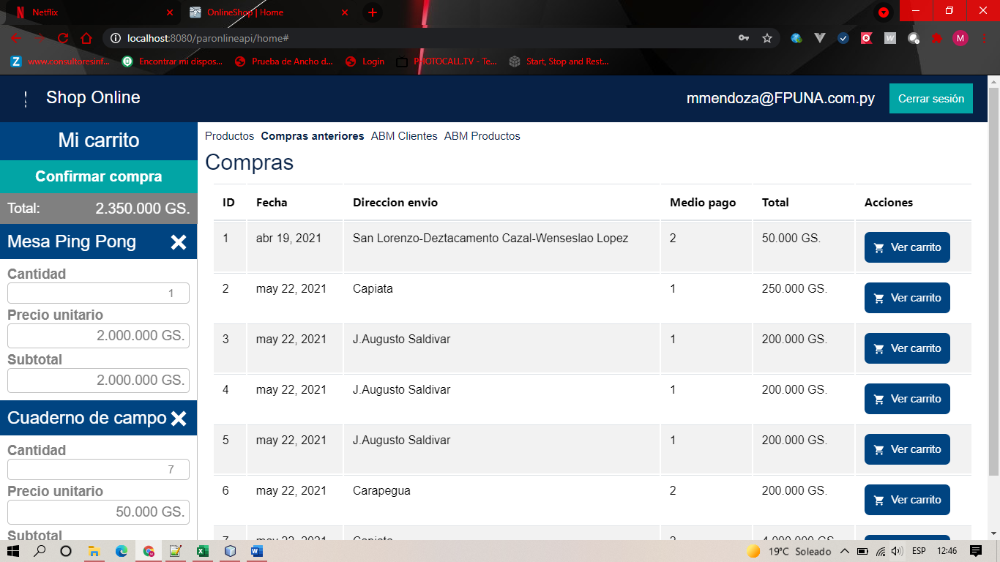 Netflix
OnlineShop | Home
localhost:8080/paronlineapi/home#
www.consultoresinf...
Encontrar mi dispos...
Prueba de Ancho d...
Login
PHOTOCALL.TV - Te...
Start, Stop and Rest...
Shop Online
mmendoza@FPUNA.com.py
Cerrar sesión
Mi carrito
Confirmar compra
Total: 2.350.000 GS.
Mesa Ping Pong
Cantidad
1
Precio unitario
2.000.000 GS.
Subtotal
2.000.000 GS.
Cuaderno de campo
Cantidad
7
Precio unitario
50.000 GS.
Subtotal
Productos Compras anteriores ABM Clientes ABM Productos
Compras
ID Fecha Direccion envio Medio pago Total Acciones
1 abr 19, 2021 San Lorenzo-Deztacamento Cazal-Wenseslao Lopez 2 50.000 GS. Ver carrito
2 may 22, 2021 Capiata 1 250.000 GS. Ver carrito
3 may 22, 2021 J.Augusto Saldivar 1 200.000 GS. Ver carrito
4 may 22, 2021 J.Augusto Saldivar 1 200.000 GS. Ver carrito
5 may 22, 2021 J.Augusto Saldivar 1 200.000 GS. Ver carrito
6 may 22, 2021 Carapegua 2 200.000 GS. Ver carrito
19°C Soleado ESP 12:46